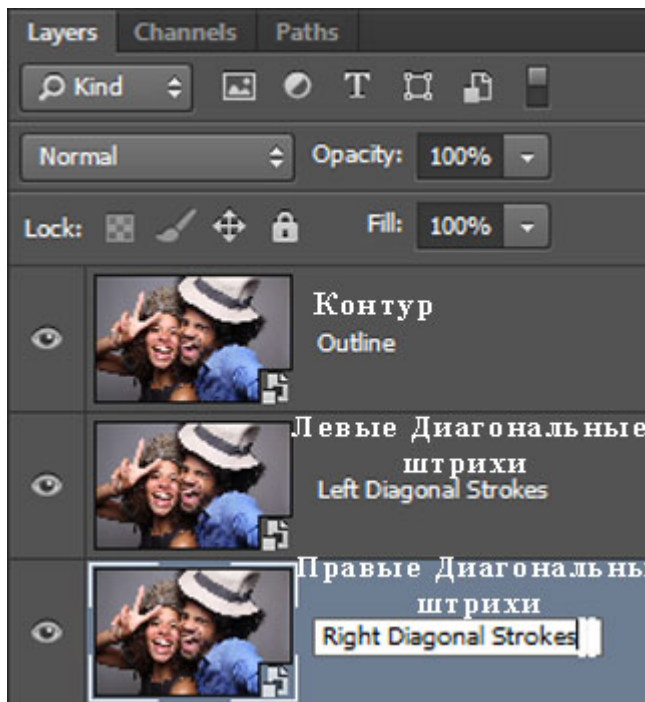 Layers Channels Paths
Kind T
Normal Opacity: 100%
Lock: Fill: 100%
Контур
Outline
Левые Диагональные
штрихи
Left Diagonal Strokes
Правые Диагональны
штрихи
Right Diagonal Strokes